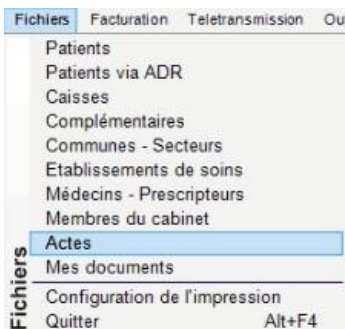 Fichiers Facturation Teletransmission Ou
Patients
Patients via ADR
Caisses
Complémentaires
Communes - Secteurs
Etablissements de soins
Médecins - Prescripteurs
Membres du cabinet
Actes
Mes documents
Configuration de l'impression
Quitter Alt+F4
Fichiers